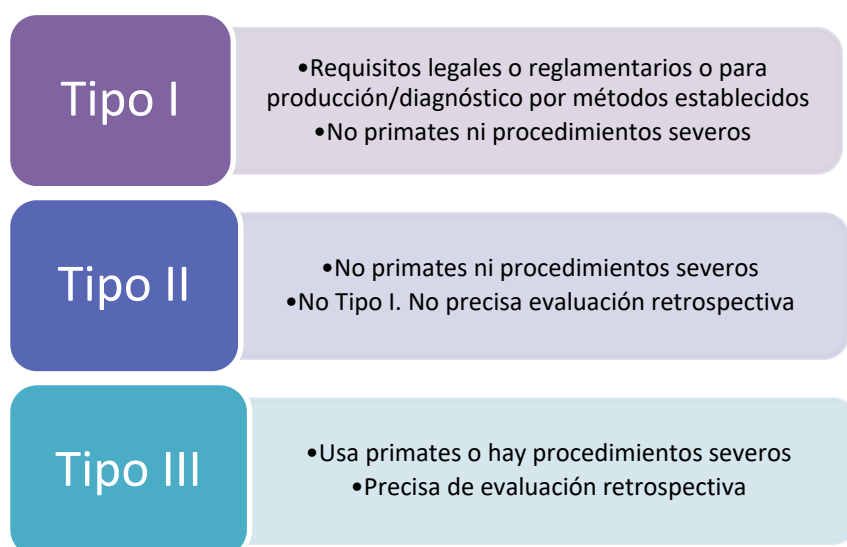 Tipo I
•Requisitos legales o reglamentarios o para
producción/diagnóstico por métodos establecidos
•No primates ni procedimientos severos
Tipo II
•No primates ni procedimientos severos
•No Tipo I. No precisa evaluación retrospectiva
Tipo III
•Usa primates o hay procedimientos severos
•Precisa de evaluación retrospectiva